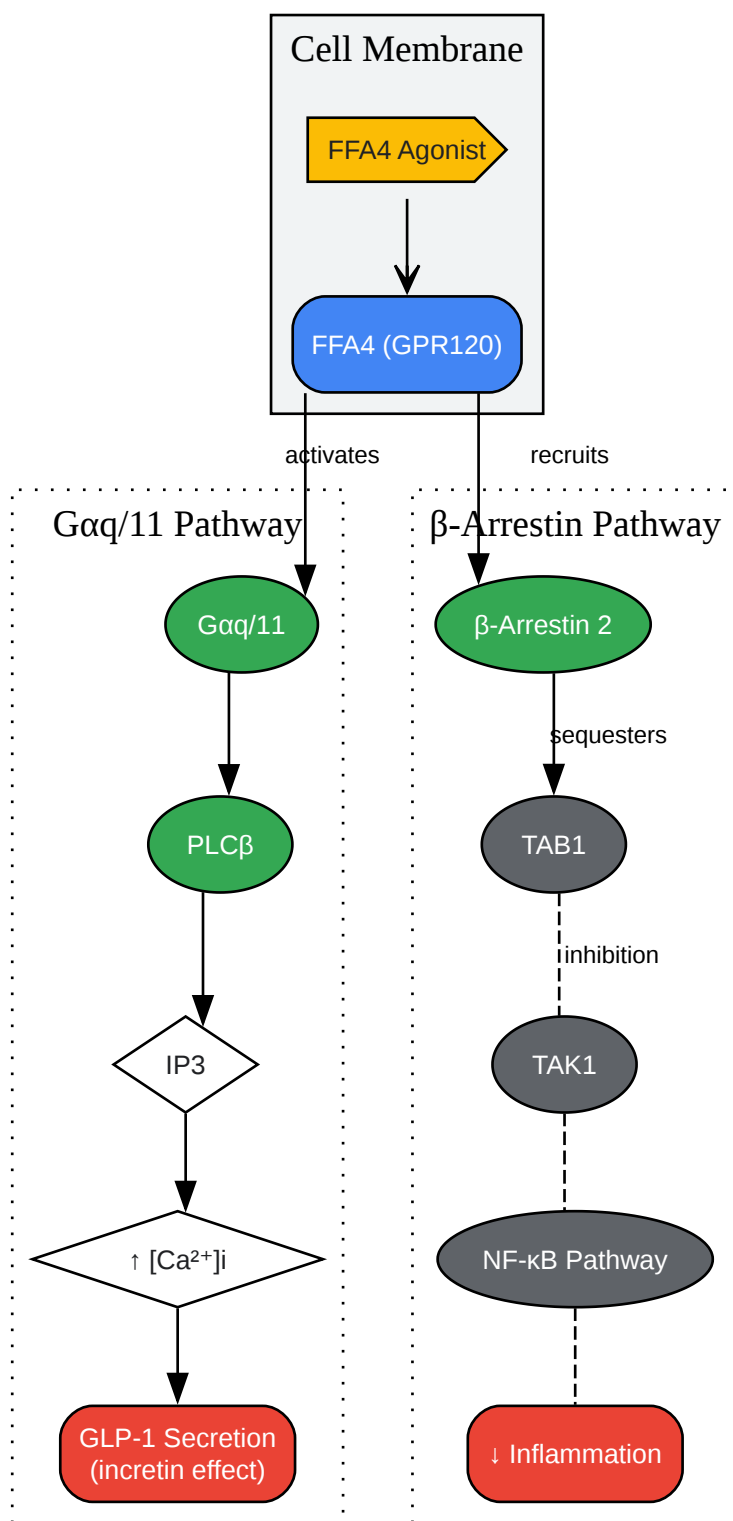 Cell Membrane
FFA4 Agonist
FFA4 (GPR120)
activates
recruits
Gαq/11 Pathway
β-Arrestin Pathway
Gαq/11
β-Arrestin 2
sequesters
PLCβ
TAB1
inhibition
IP3
TAK1
↑ [Ca²⁺]i
NF-κB Pathway
GLP-1 Secretion
(incretin effect)
↓ Inflammation